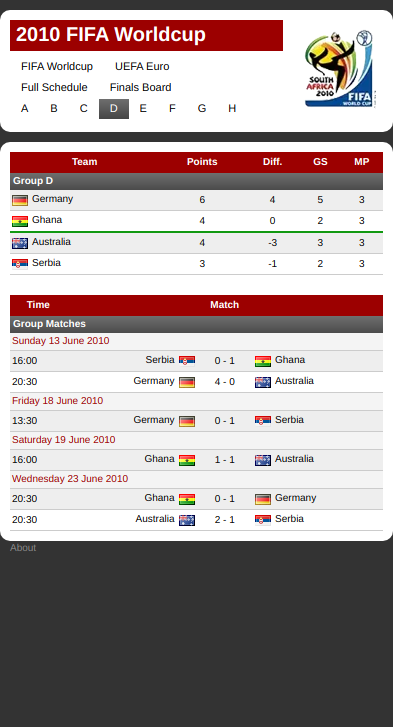 2010 FIFA Worldcup
SOUTH AFRICA 2010
FIFA
WORLD CUP
FIFA Worldcup UEFA Euro
Full Schedule Finals Board
A B C D E F G H
Team Points Diff. GS MP
Group D
Germany 6 4 5 3
Ghana 4 0 2 3
Australia 4 -3 3 3
Serbia 3 -1 2 3
Time Match
Group Matches
Sunday 13 June 2010
16:00 Serbia 0 - 1 Ghana
20:30 Germany 4 - 0 Australia
Friday 18 June 2010
13:30 Germany 0 - 1 Serbia
Saturday 19 June 2010
16:00 Ghana 1 - 1 Australia
Wednesday 23 June 2010
20:30 Ghana 0 - 1 Germany
20:30 Australia 2 - 1 Serbia
About